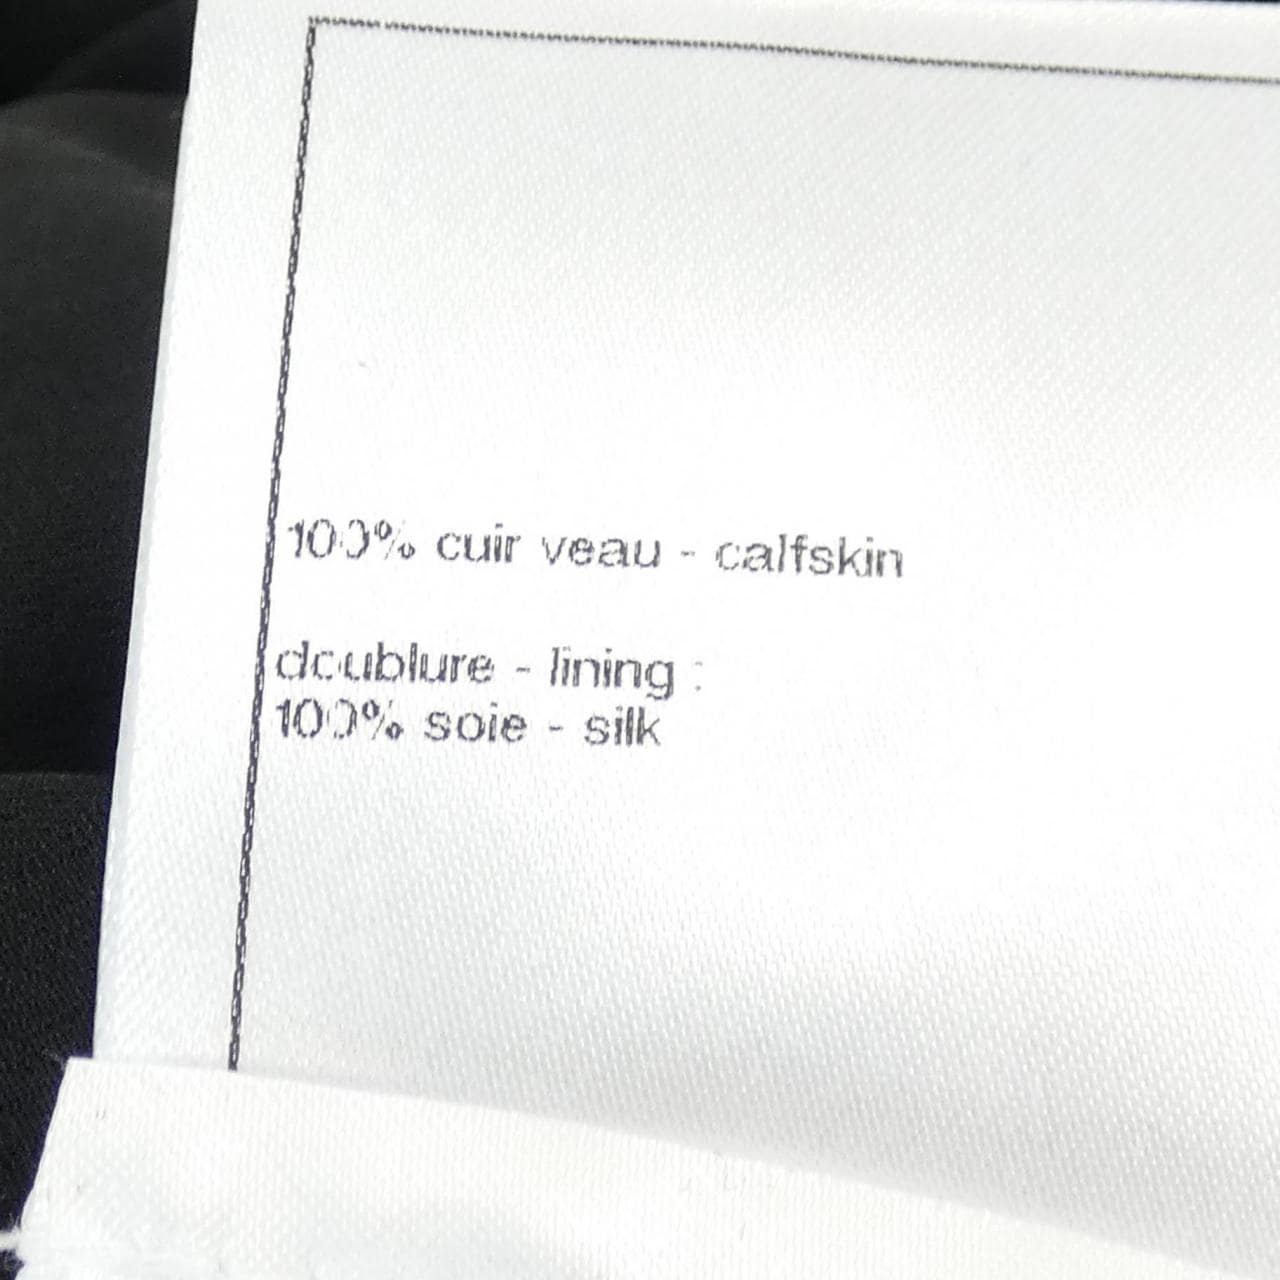 100% cuir veau - calfskin
doublure - lining :
100% soie - silk